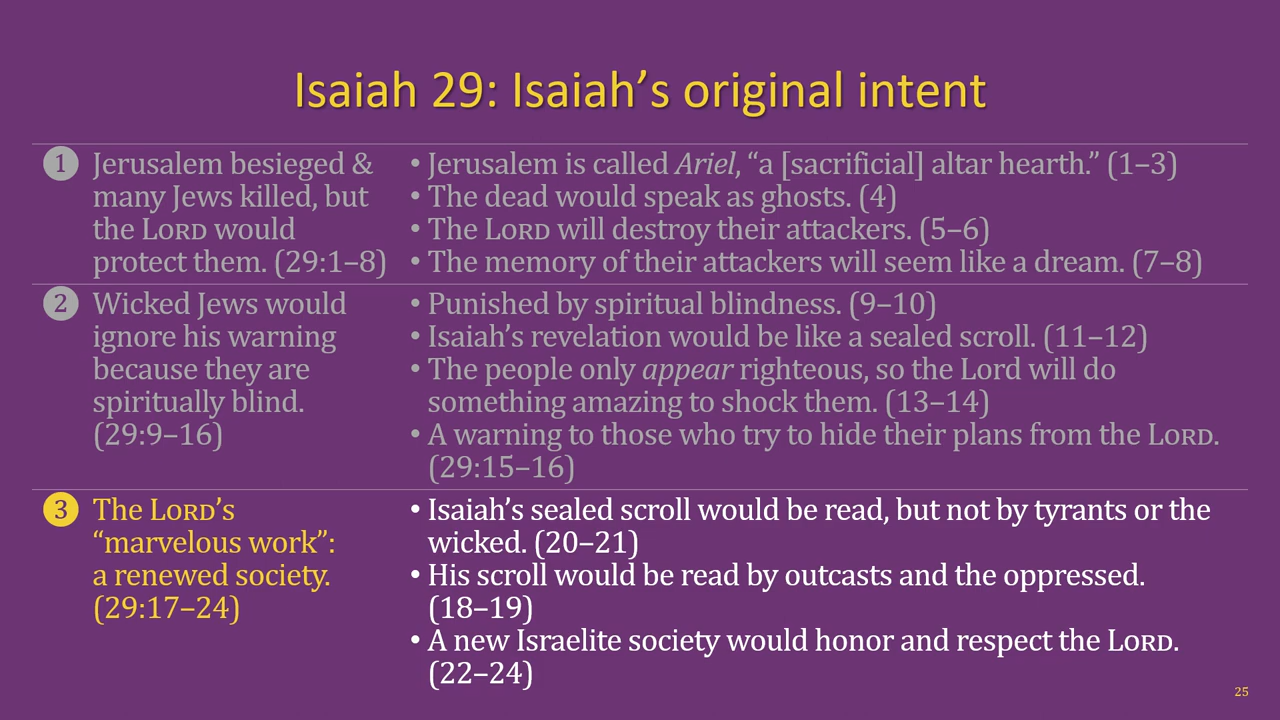 Isaiah 29: Isaiah’s original intent
1 Jerusalem besieged &
many Jews killed, but
the LORD would
protect them. (29:1–8)
• Jerusalem is called Ariel, “a [sacrificial] altar hearth.” (1–3)
• The dead would speak as ghosts. (4)
• The LORD will destroy their attackers. (5–6)
• The memory of their attackers will seem like a dream. (7–8)
2 Wicked Jews would
ignore his warning
because they are
spiritually blind.
(29:9–16)
• Punished by spiritual blindness. (9–10)
• Isaiah’s revelation would be like a sealed scroll. (11–12)
• The people only appear righteous, so the Lord will do
something amazing to shock them. (13–14)
• A warning to those who try to hide their plans from the LORD.
(29:15–16)
3 The LORD’s
“marvelous work”:
a renewed society.
(29:17–24)
• Isaiah’s sealed scroll would be read, but not by tyrants or the
wicked. (20–21)
• His scroll would be read by outcasts and the oppressed.
(18–19)
• A new Israelite society would honor and respect the LORD.
(22–24)
25